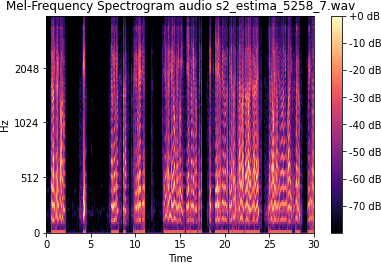 Mel-Frequency Spectrogram audio s2_estima_5258_7.wav
+0 dB
-10 dB
-20 dB
-30 dB
-40 dB
-50 dB
-60 dB
-70 dB
2048
1024
512
0
Hz
0
5
10
15
20
25
30
Time